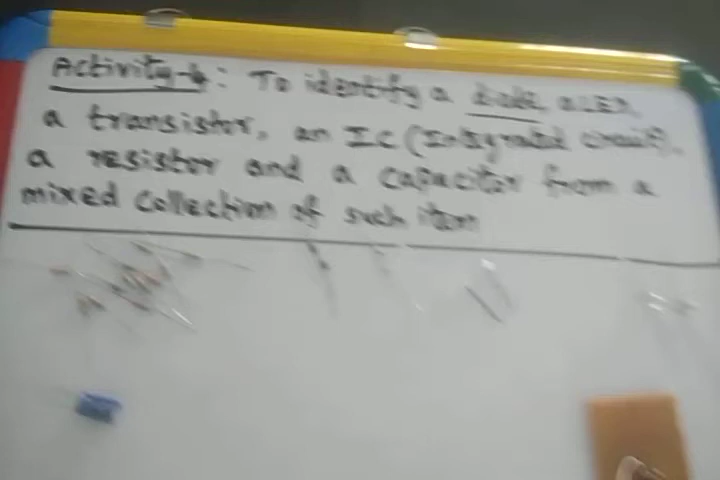 Activity-4: To identify a diode, a LED,
a transistor, an IC (Integrated circuit),
a resistor and a capacitor from a
mixed collection of such item